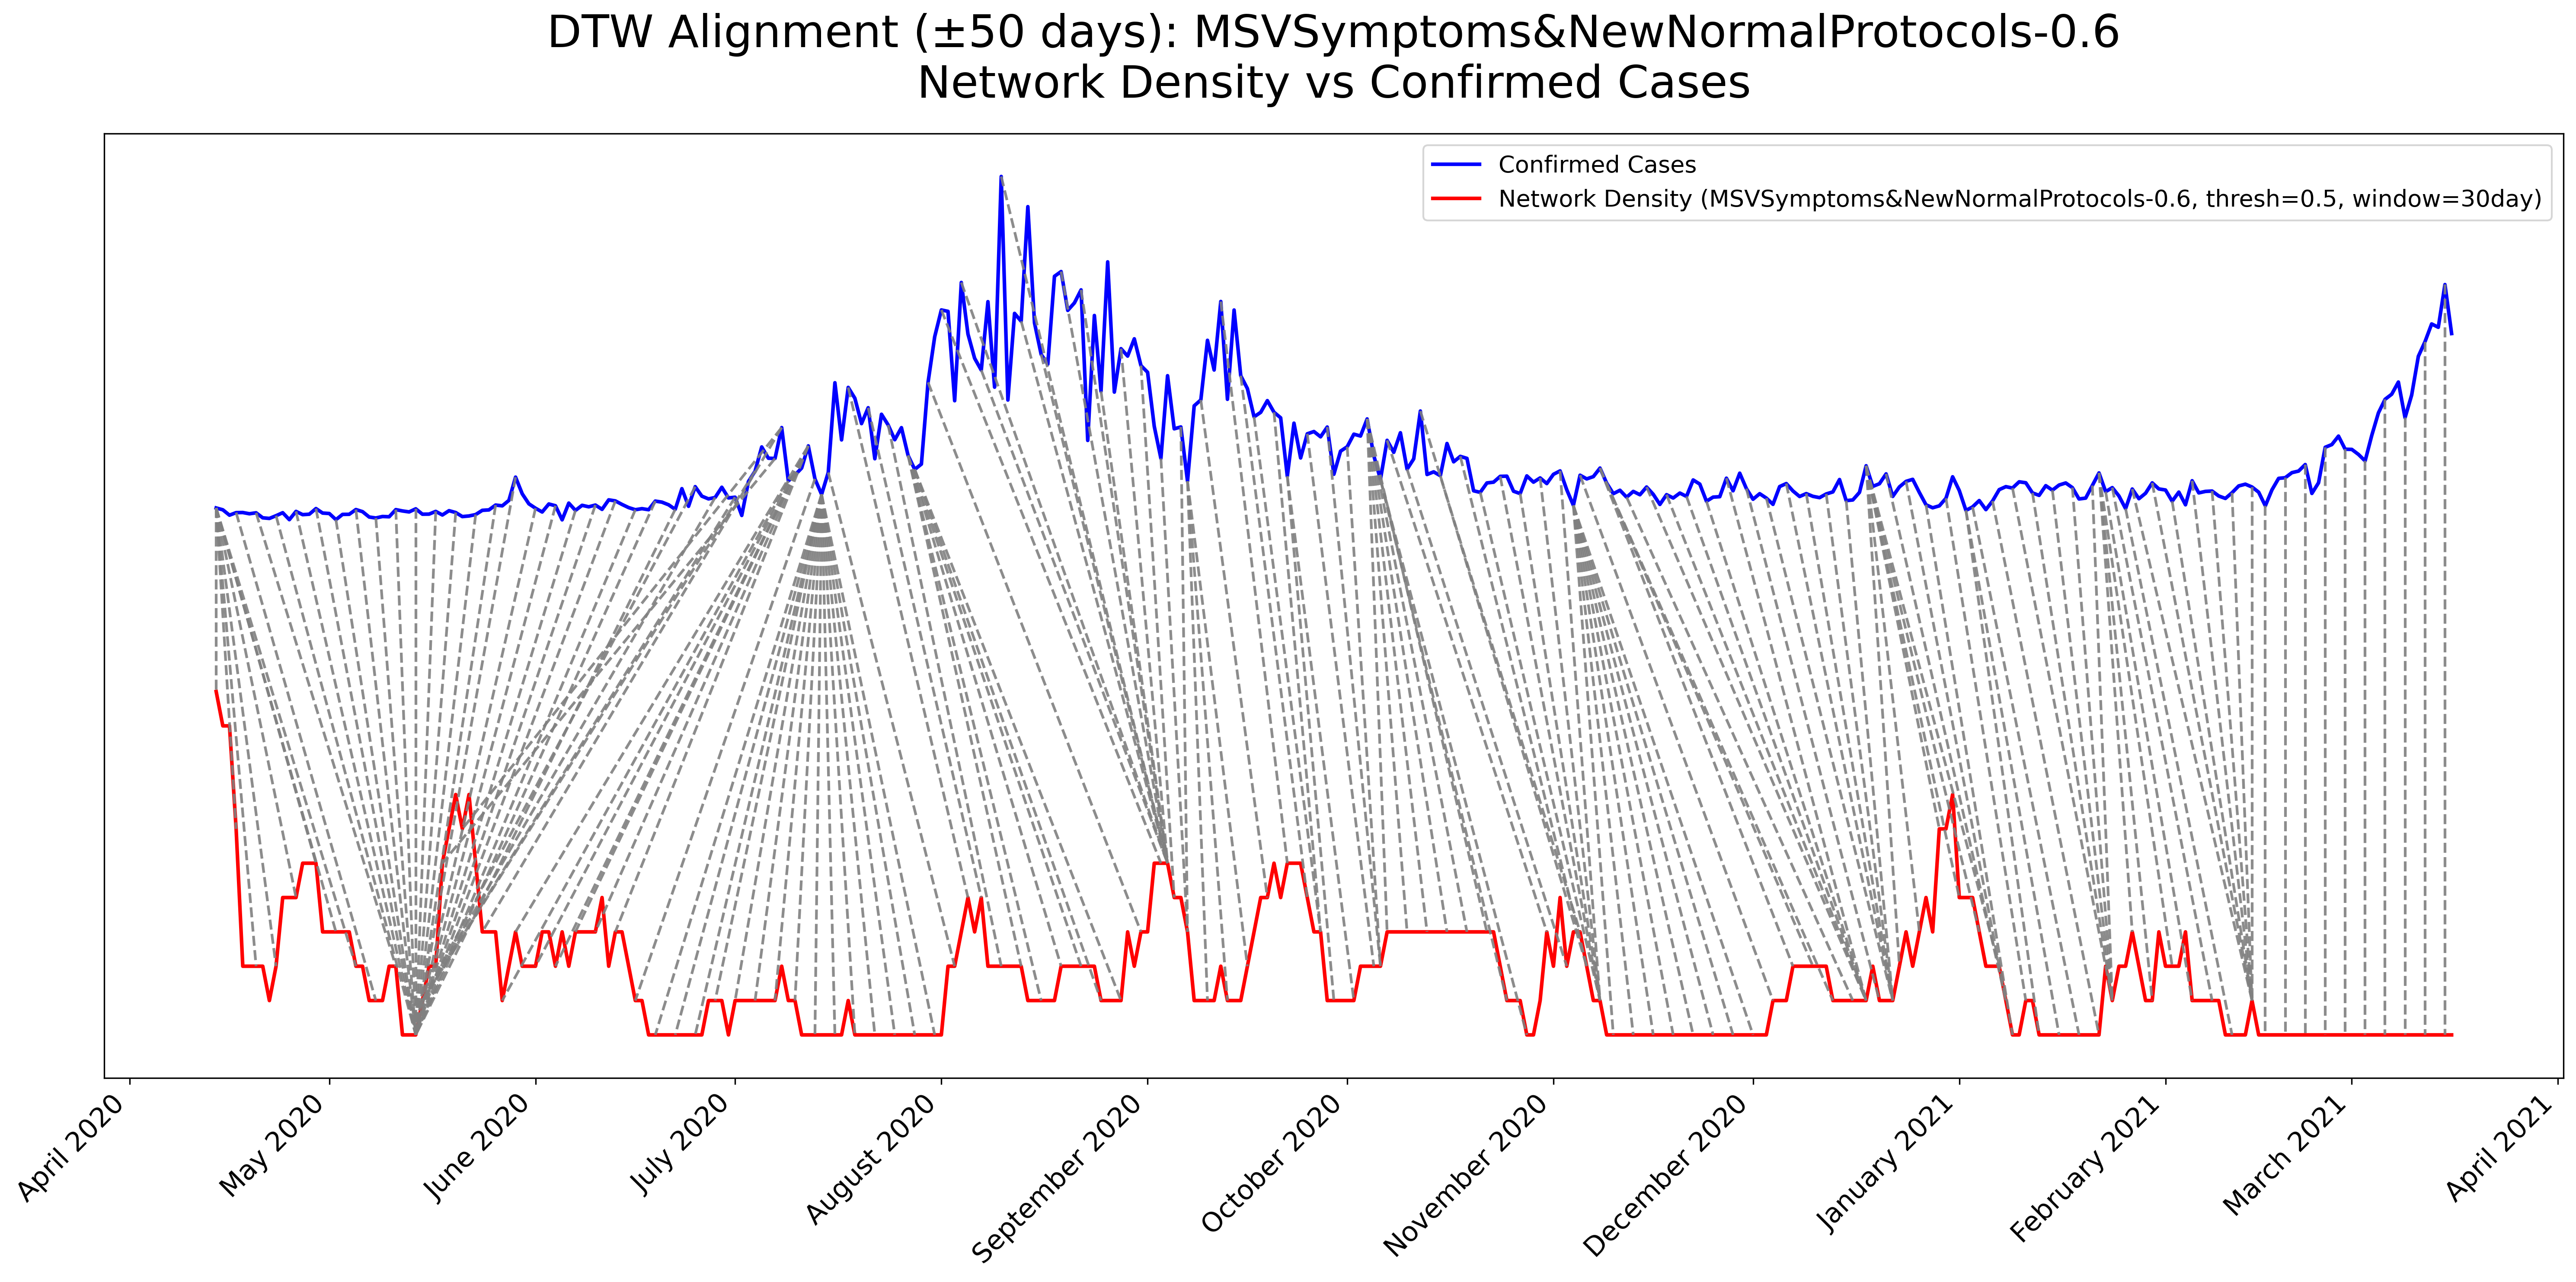 DTW Alignment (±50 days): MSVSymptoms&NewNormalProtocols-0.6
Network Density vs Confirmed Cases
Confirmed Cases
Network Density (MSVSymptoms&NewNormalProtocols-0.6, thresh=0.5, window=30day)
April 2020
May 2020
June 2020
July 2020
August 2020
September 2020
October 2020
November 2020
December 2020
January 2021
February 2021
March 2021
April 2021